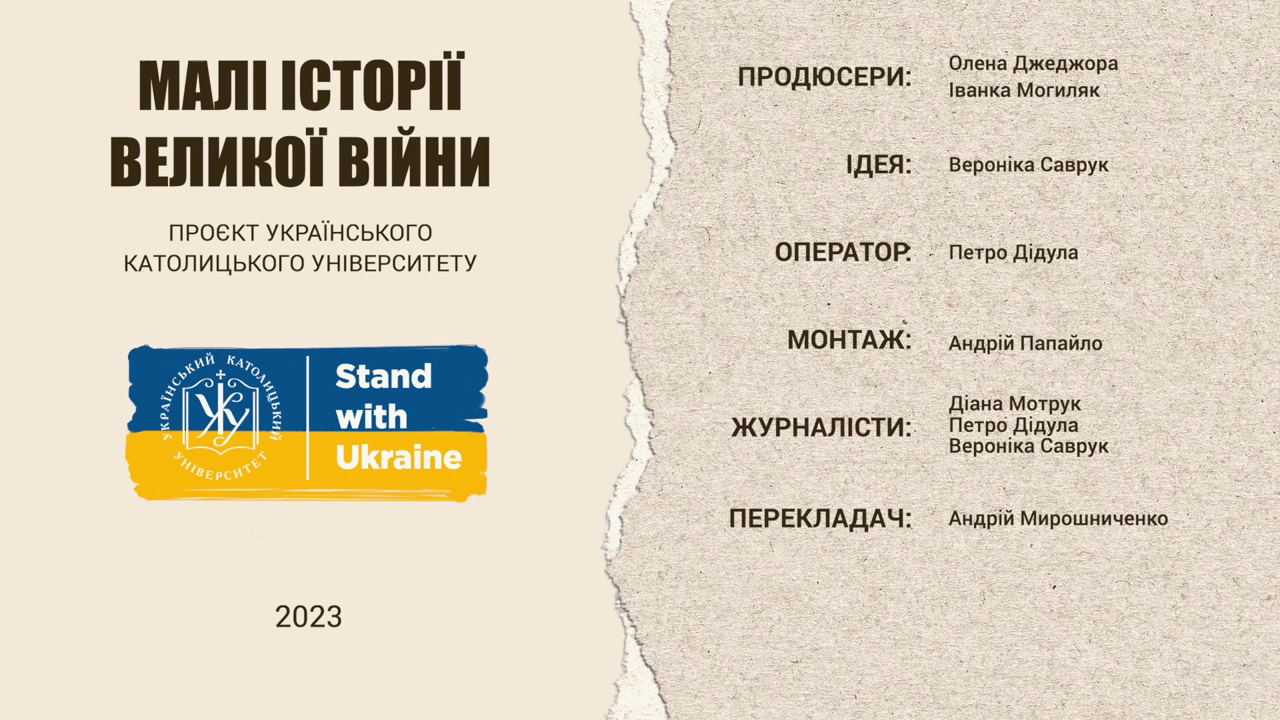 МАЛІ ІСТОРІЇ
ВЕЛИКОЇ ВІЙНИ
ПРОЄКТ УКРАЇНСЬКОГО
КАТОЛИЦЬКОГО УНІВЕРСИТЕТУ
УКРАЇНСЬКИЙ КАТОЛИЦЬКИЙ
УНІВЕРСИТЕТ
УКУ
Stand
with
Ukraine
2023
ПРОДЮСЕРИ:
Олена Джеджора
Іванка Могиляк
ІДЕЯ:
Вероніка Саврук
ОПЕРАТОР:
Петро Дідула
МОНТАЖ:
Андрій Папайло
ЖУРНАЛІСТИ:
Діана Мотрук
Петро Дідула
Вероніка Саврук
ПЕРЕКЛАДАЧ:
Андрій Мирошниченко